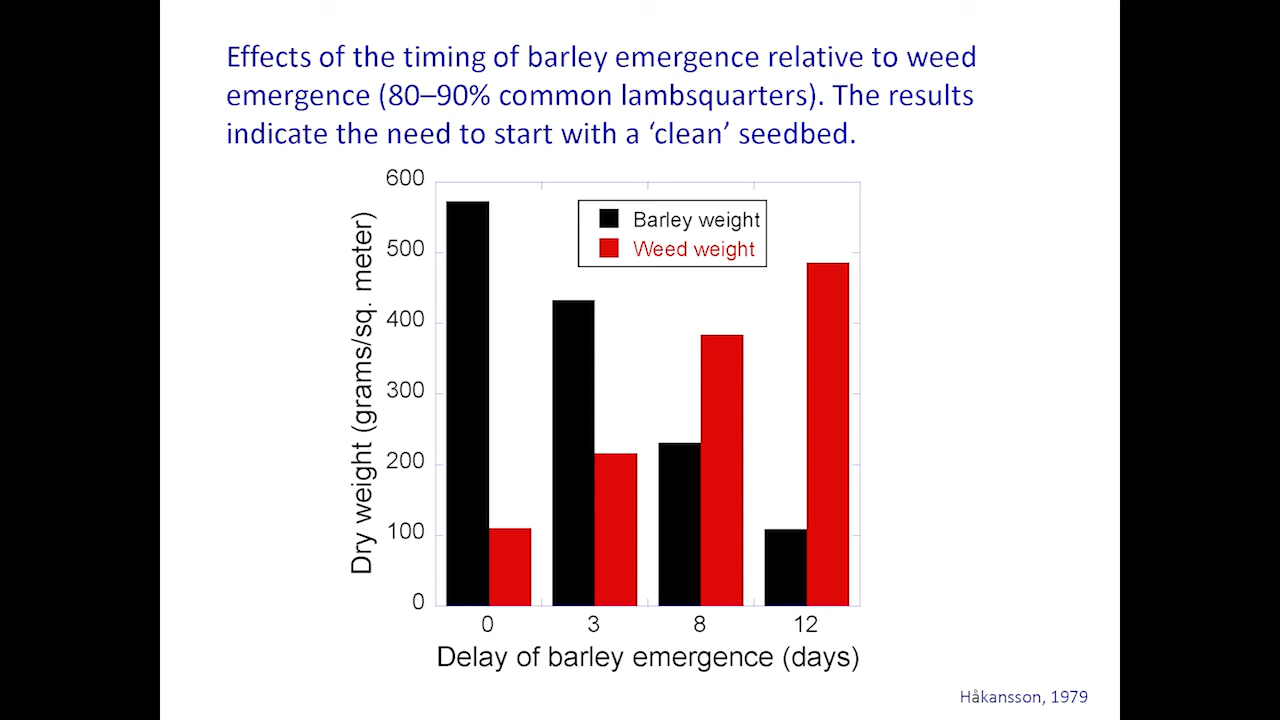 Effects of the timing of barley emergence relative to weed
emergence (80–90% common lambsquarters). The results
indicate the need to start with a ‘clean’ seedbed.
600
500
400
300
200
100
0
Dry weight (grams/sq. meter)
Barley weight
Weed weight
0 3 8 12
Delay of barley emergence (days)
Håkansson, 1979